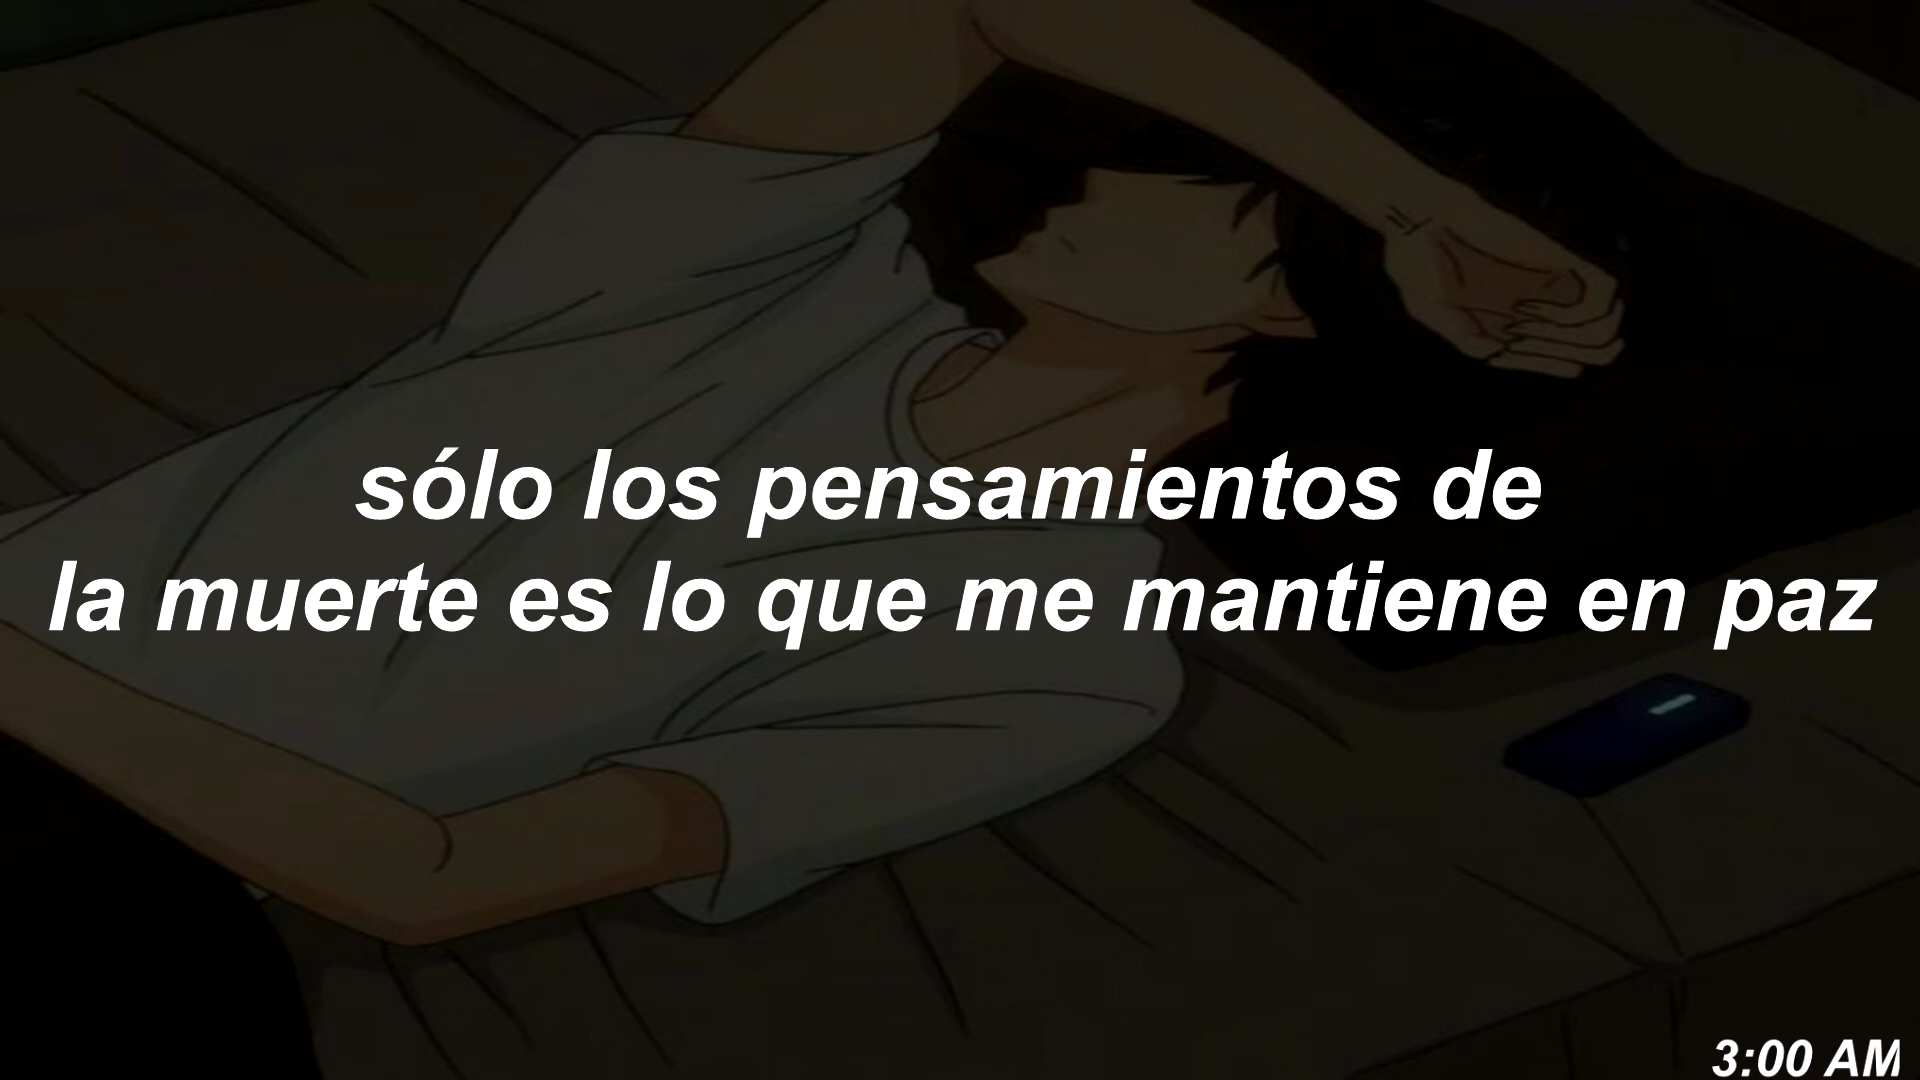 sólo los pensamientos de
la muerte es lo que me mantiene en paz
3:00 AM